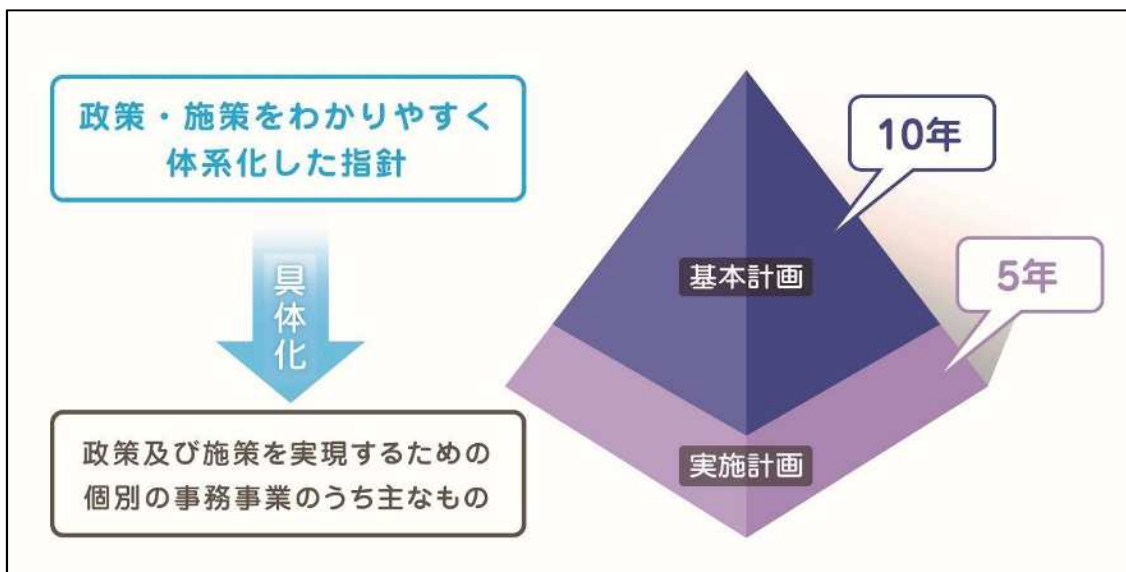 政策・施策をわかりやすく
体系化した指針
具体化
政策及び施策を実現するための
個別の事務事業のうち主なもの
10年
基本計画
5年
実施計画